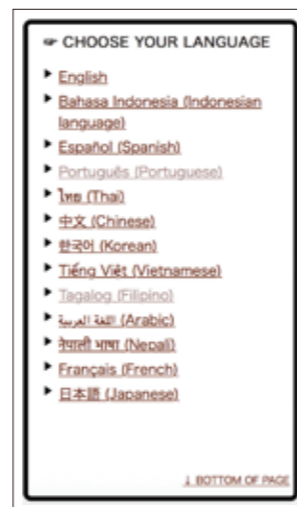 ☞ CHOOSE YOUR LANGUAGE
English
Bahasa Indonesia (Indonesian
language)
Español (Spanish)
Português (Portuguese)
ไทย (Thai)
中文 (Chinese)
한국어 (Korean)
Tiếng Việt (Vietnamese)
Tagalog (Filipino)
اللغة العربية (Arabic)
नेपाली भाषा (Nepali)
Français (French)
日本語 (Japanese)
↓ BOTTOM OF PAGE